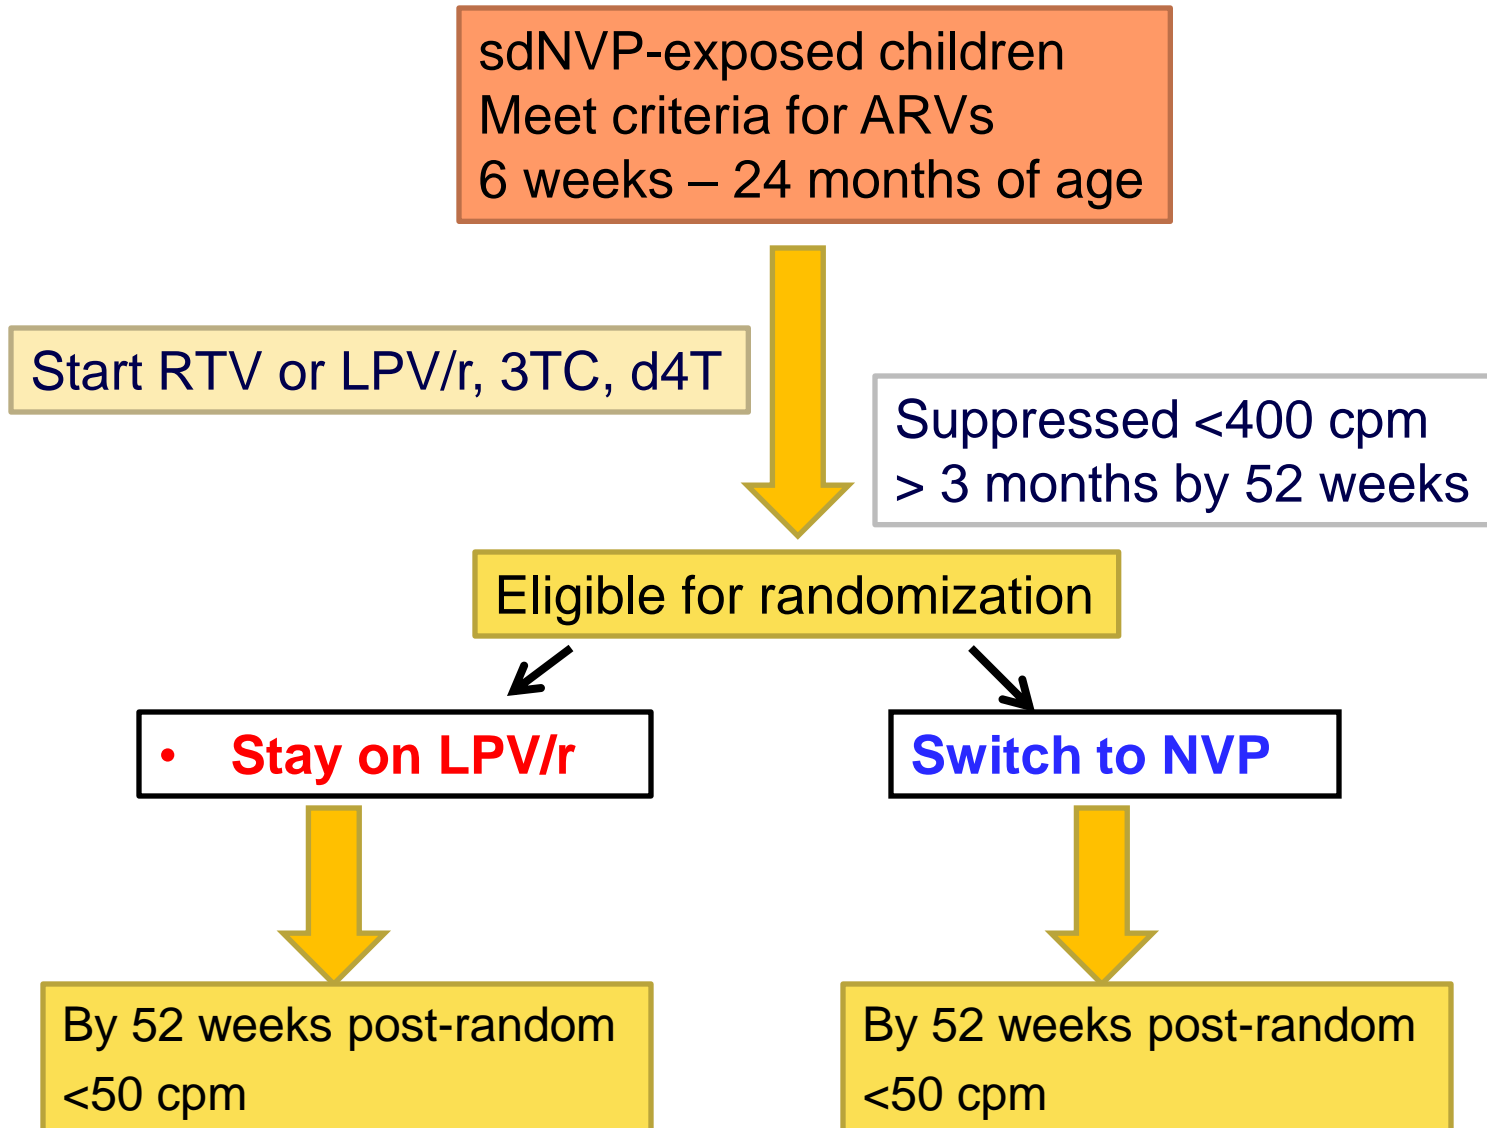 sdNVP-exposed children
Meet criteria for ARVs
6 weeks – 24 months of age
Start RTV or LPV/r, 3TC, d4T
Suppressed <400 cpm
> 3 months by 52 weeks
Eligible for randomization
• Stay on LPV/r
Switch to NVP
By 52 weeks post-random
<50 cpm
By 52 weeks post-random
<50 cpm